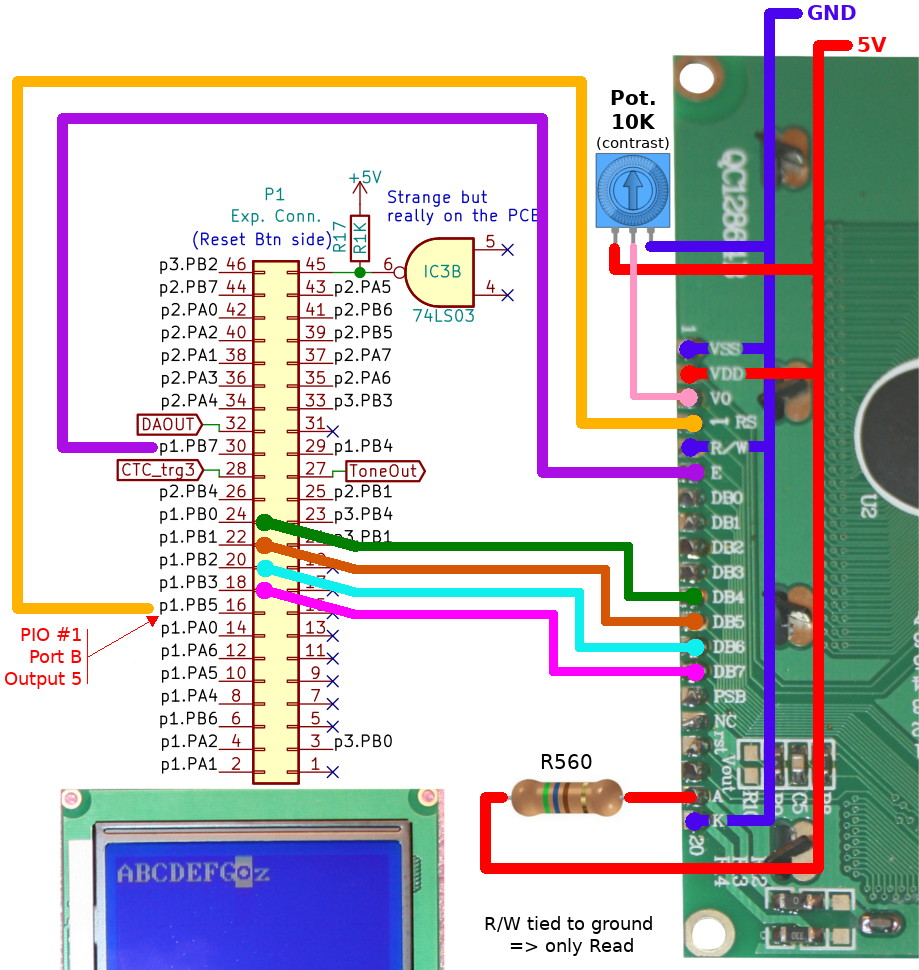 GND
5V
Pot.
10K
(contrast)
+5V
P1
Exp. Conn.
(Reset Btn side)
R17
R1K
Strange but
really on the PCB
IC3B
74LS03
5
6
4
p3.PB2 46 45
p2.PB7 44 43 p2.PA5
p2.PA0 42 41 p2.PB6
p2.PA2 40 39 p2.PB5
p2.PA1 38 37 p2.PA7
p2.PA3 36 35 p2.PA6
p2.PA4 34 33 p3.PB3
DAOUT 32 31
p1.PB7 30 29 p1.PB4
CTC_trg3 28 27 ToneOut
p2.PB4 26 25 p2.PB1
p1.PB0 24 23 p3.PB4
p1.PB1 22 p3.PB1
p1.PB2 20
p1.PB3 18
p1.PB5 16
p1.PA0 14 13
p1.PA6 12 11
p1.PA5 10 9
p1.PA4 8 7
p1.PB6 6 5
p1.PA2 4 3 p3.PB0
p1.PA1 2 1
PIO #1
Port B
Output 5
1
VSS
VDD
V0
RS
R/W
E
DB0
DB1
DB2
DB3
DB4
DB5
DB6
DB7
PSB
NC
rst
Vout
A
K
20
U2
C5
R560
ABCDEFGoz
R/W tied to ground
=> only Read